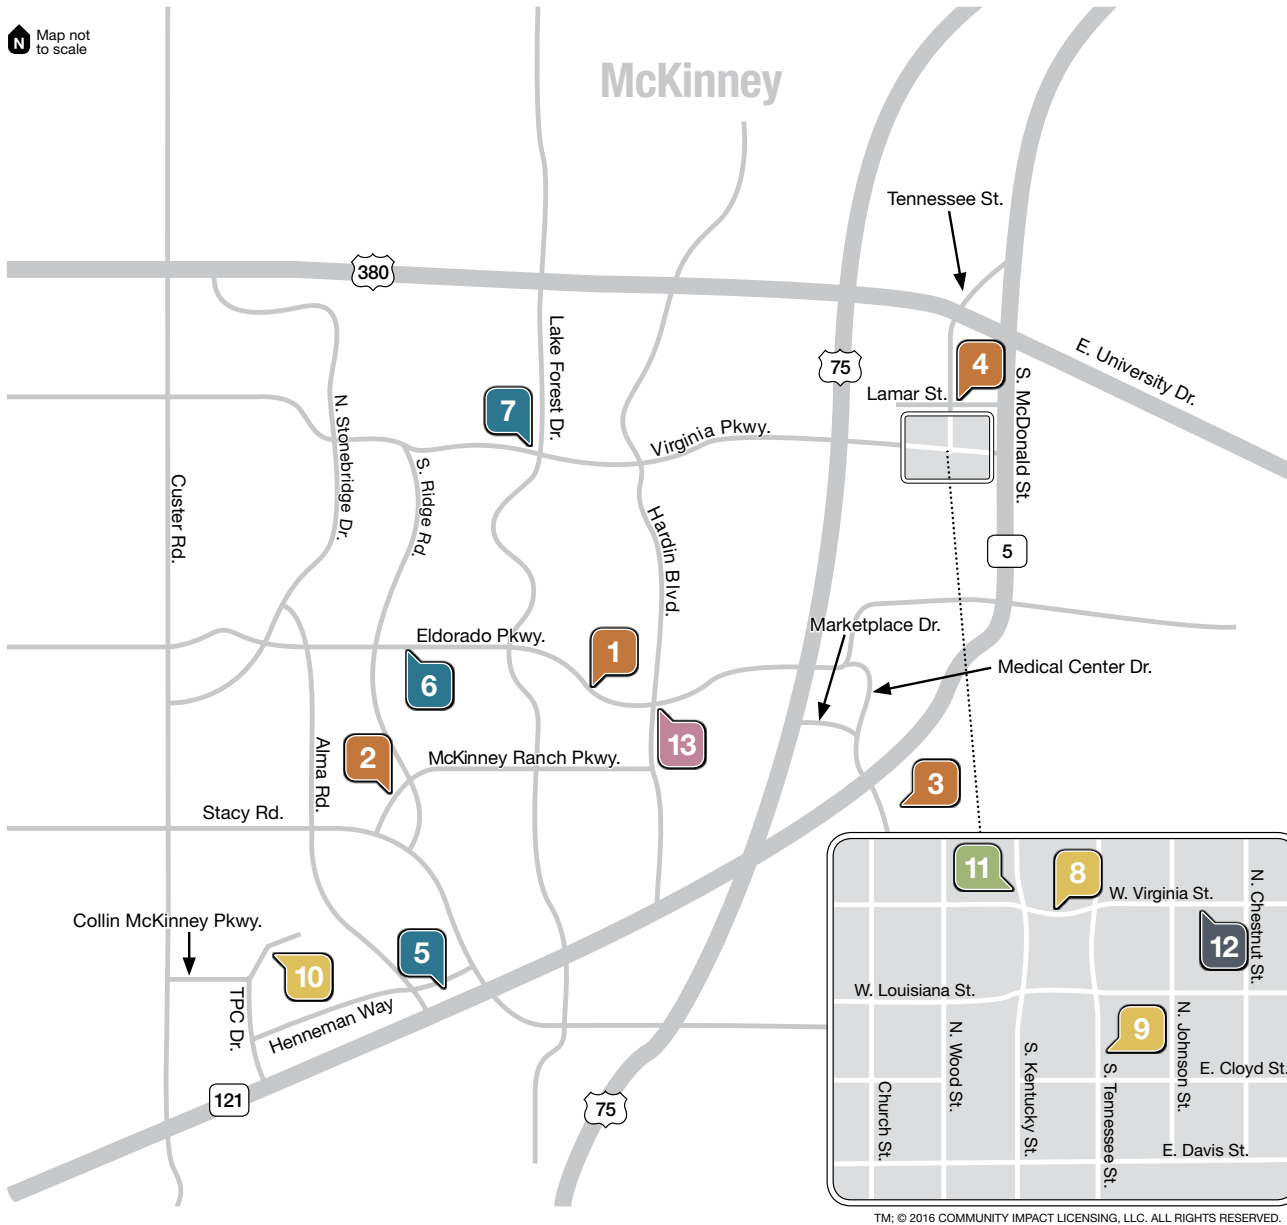 N
Map not
to scale
McKinney
Tennessee St.
380
Lake Forest Dr.
75
4
E. University Dr.
Lamar St.
S. McDonald St.
7
N. Stonebridge Dr.
Virginia Pkwy.
S. Ridge Rd.
Custer Rd.
Hardin Blvd.
5
Eldorado Pkwy.
1
Marketplace Dr.
Medical Center Dr.
6
13
2
Alma Rd.
McKinney Ranch Pkwy.
3
Stacy Rd.
11
8
W. Virginia St.
N. Chestnut St.
Collin McKinney Pkwy.
5
12
10
W. Louisiana St.
TPC Dr.
Henneman Way
9
N. Johnson St.
N. Wood St.
S. Kentucky St.
E. Cloyd St.
S. Tennessee St.
Church St.
121
75
E. Davis St.
TM; © 2016 COMMUNITY IMPACT LICENSING, LLC. ALL RIGHTS RESERVED.